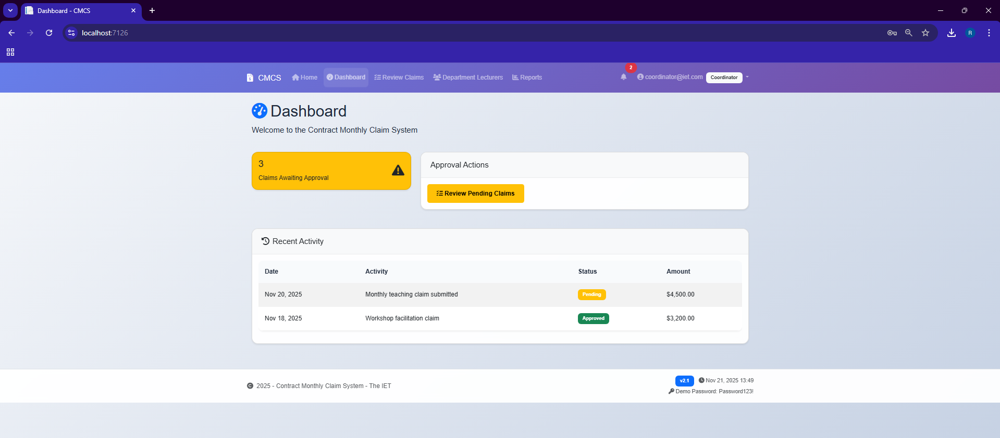 Dashboard - CMCS
localhost:7126
R
CMCS Home Dashboard Review Claims Department Lecturers Reports 2 coordinator@iet.com Coordinator
Dashboard
Welcome to the Contract Monthly Claim System
3
Claims Awaiting Approval
Approval Actions
Review Pending Claims
Recent Activity
Date Activity Status Amount
Nov 20, 2025 Monthly teaching claim submitted Pending $4,500.00
Nov 18, 2025 Workshop facilitation claim Approved $3,200.00
© 2025 - Contract Monthly Claim System - The IET
v2.1 Nov 21, 2025 13:49
Demo Password: Password123!